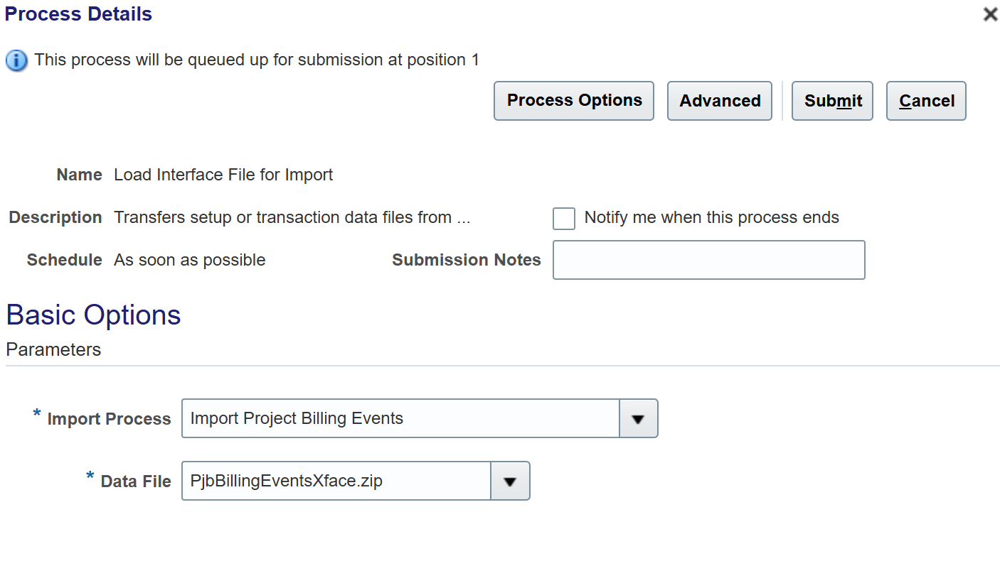 Process Details
This process will be queued up for submission at position 1
Process Options Advanced Submit Cancel
Name Load Interface File for Import
Description Transfers setup or transaction data files from ... Notify me when this process ends
Schedule As soon as possible Submission Notes
Basic Options
Parameters
* Import Process Import Project Billing Events
* Data File PjbBillingEventsXface.zip